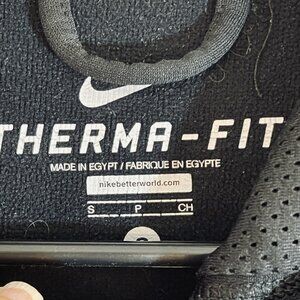 THERMA-FIT
MADE IN EGYPT / FABRIQUE EN EGYPTE
nikebetterworld.com
S P CH